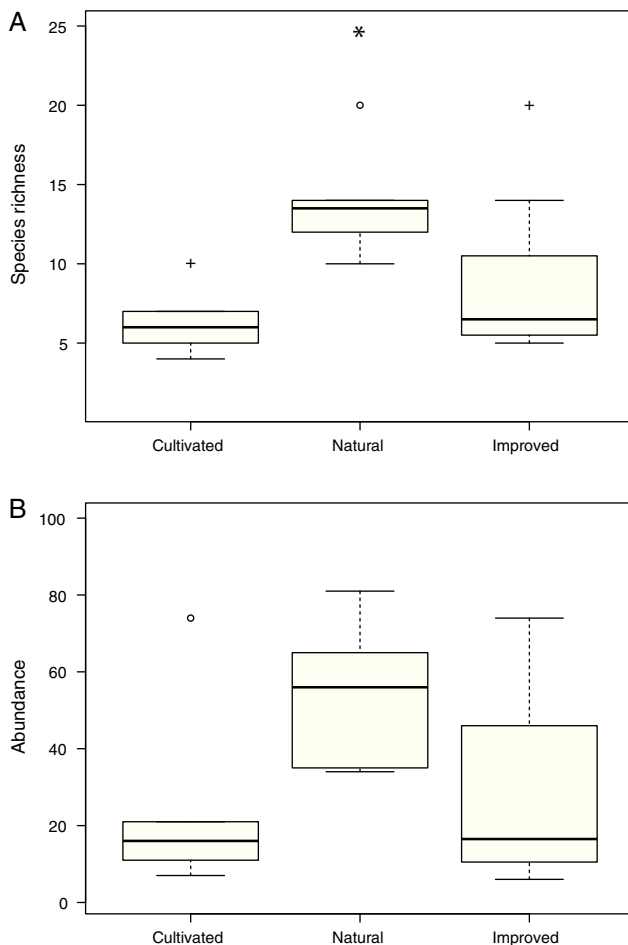 A
25
*
20
15
10
5
Species richness
+
+
Cultivated Natural Improved
B
100
80
60
40
20
0
Abundance
Cultivated Natural Improved